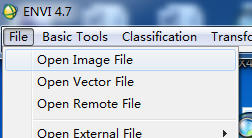 ENVI 4.7
File Basic Tools Classification
Open Image File
Open Vector File
Open Remote File
Open External File